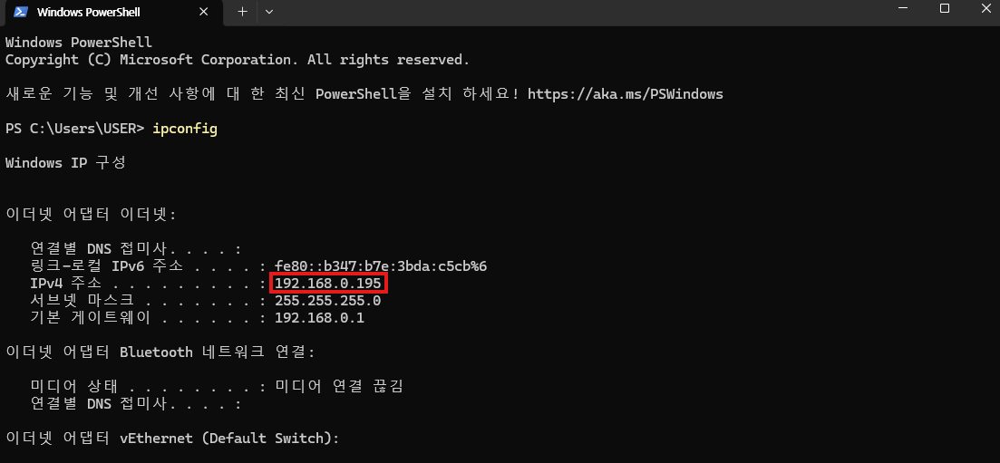 Windows PowerShell
Windows PowerShell
Copyright (C) Microsoft Corporation. All rights reserved.
새로운 기능 및 개선 사항에 대 한 최신 PowerShell을 설치 하세요! https://aka.ms/PSWindows
PS C:\Users\USER> ipconfig
Windows IP 구성
이더넷 어댑터 이더넷:
연결별 DNS 접미사. . . . :
링크-로컬 IPv6 주소 . . . . : fe80::b347:b7e:3bda:c5cb%6
IPv4 주소 . . . . . . . . . : 192.168.0.195
서브넷 마스크 . . . . . . . : 255.255.255.0
기본 게이트웨이 . . . . . . : 192.168.0.1
이더넷 어댑터 Bluetooth 네트워크 연결:
미디어 상태 . . . . . . . . : 미디어 연결 끊김
연결별 DNS 접미사. . . . :
이더넷 어댑터 vEthernet (Default Switch):